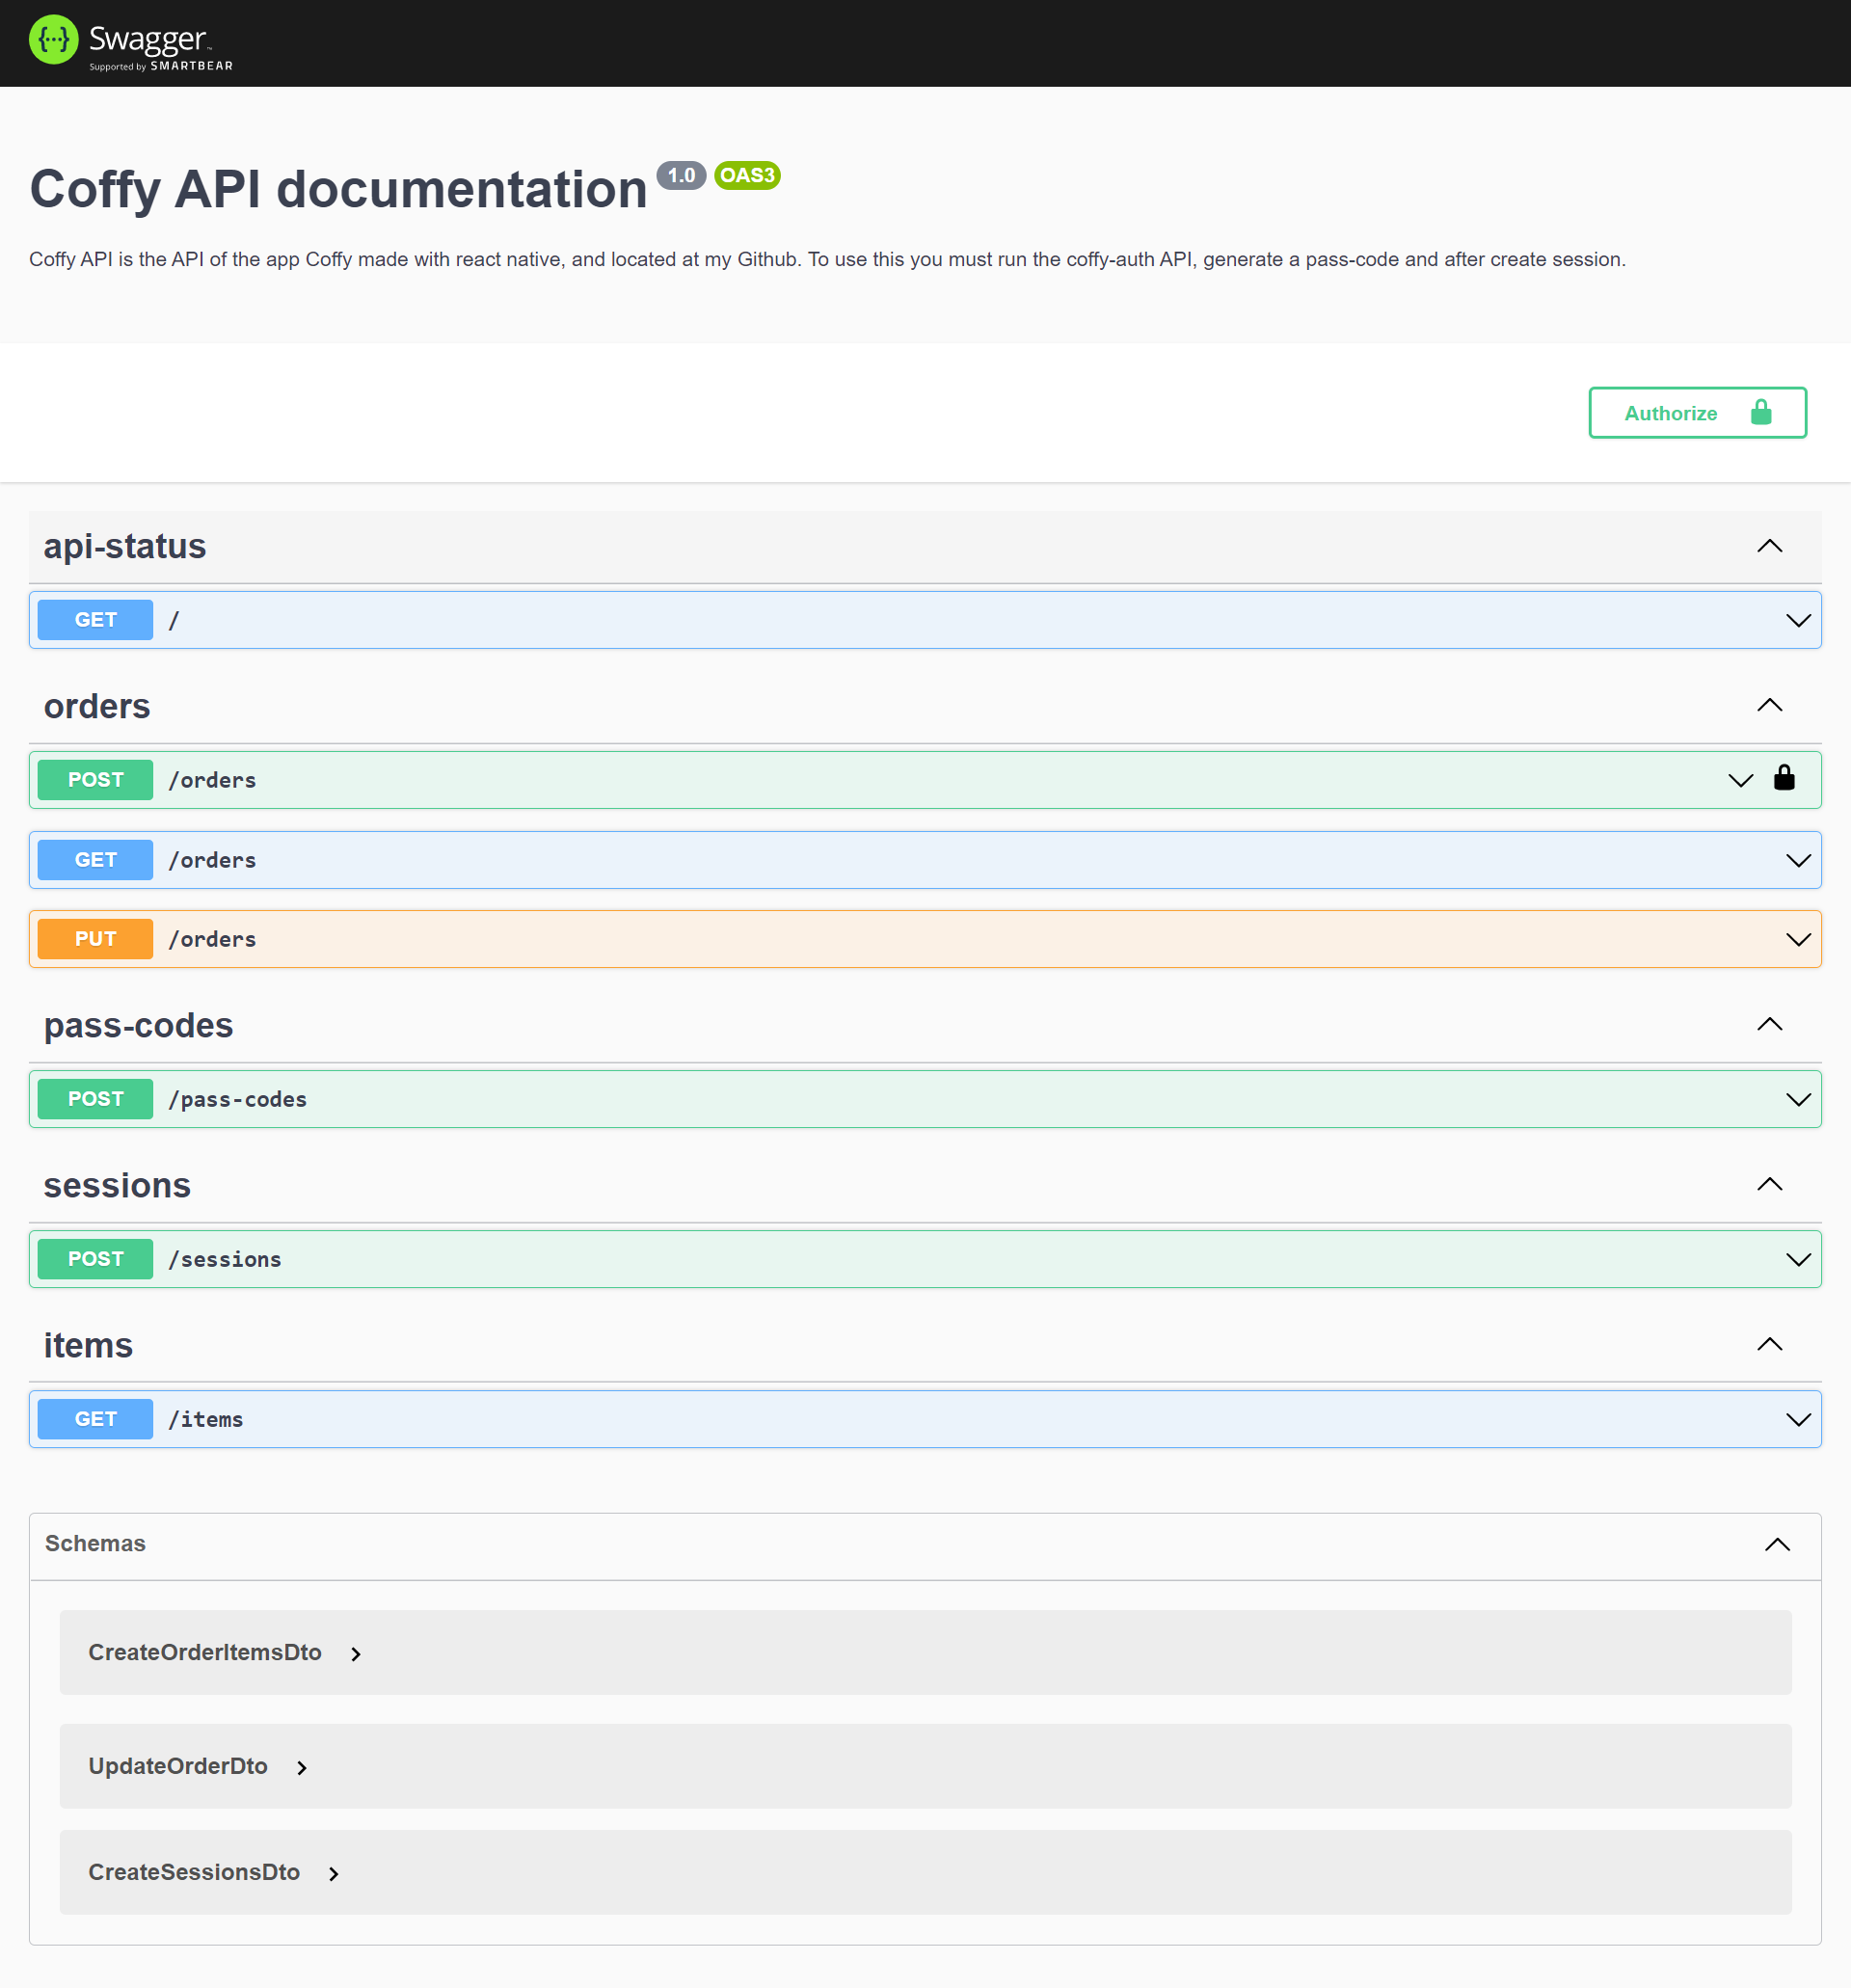 {···} Swagger™
Supported by SMARTBEAR
Coffy API documentation 1.0 OAS3
Coffy API is the API of the app Coffy made with react native, and located at my Github. To use this you must run the coffy-auth API, generate a pass-code and after create session.
Authorize
api-status
GET /
orders
POST /orders
GET /orders
PUT /orders
pass-codes
POST /pass-codes
sessions
POST /sessions
items
GET /items
Schemas
CreateOrderItemsDto
UpdateOrderDto
CreateSessionsDto